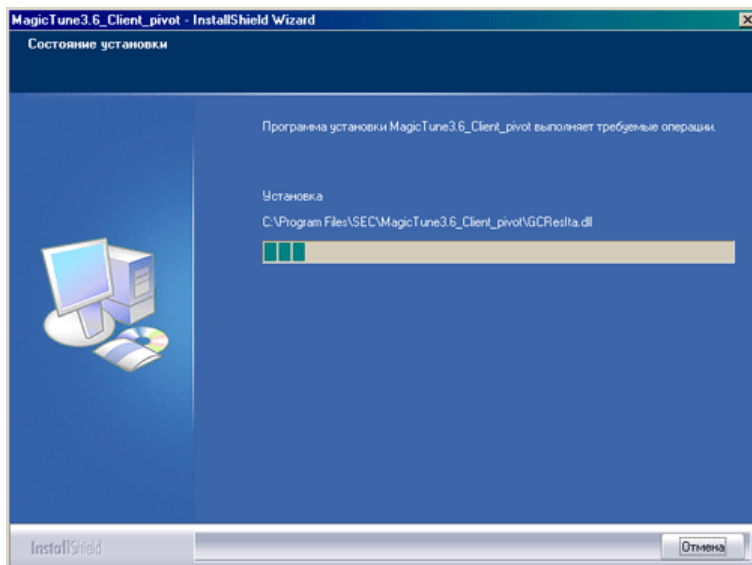 MagicTune3.6_Client_pivot - InstallShield Wizard
Состояние установки
Программа установки MagicTune3.6_Client_pivot выполняет требуемые операции.
Установка
C:\Program Files\SEC\MagicTune3.6_Client_pivot\GCResIta.dll
InstallShield
Отмена